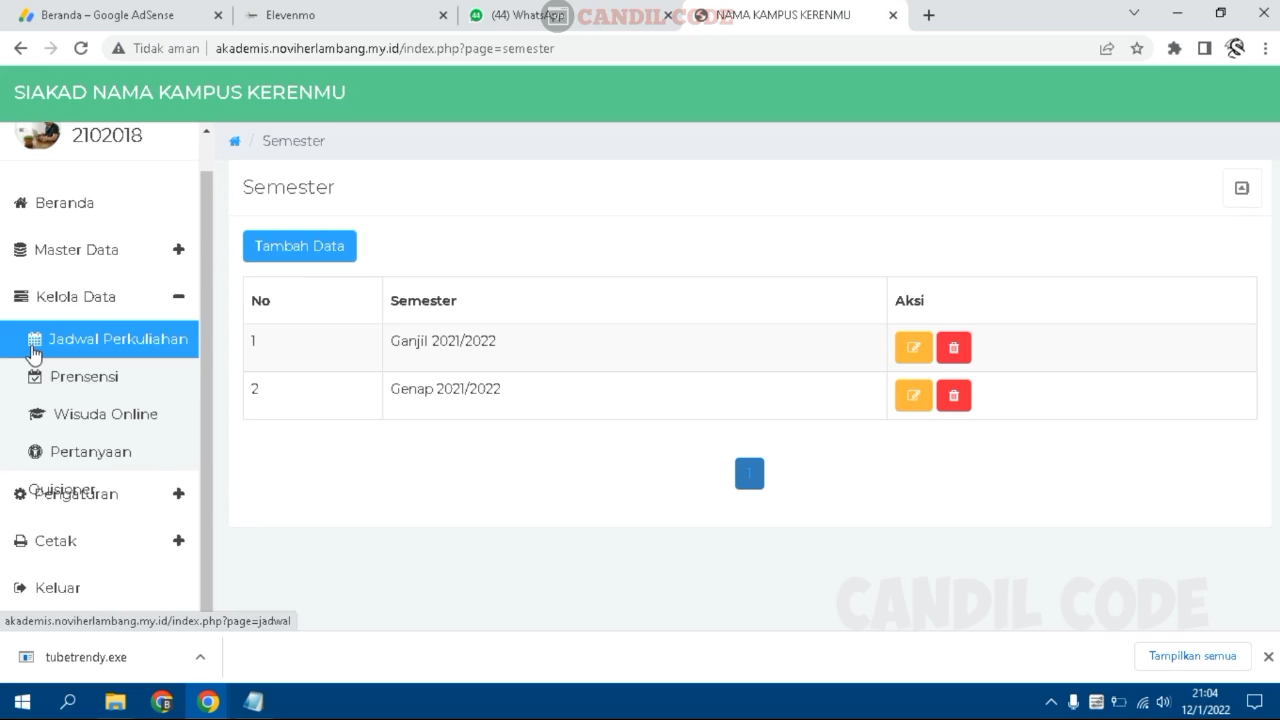 Beranda – Google AdSense
Elevenmo
(44) WhatsApp
CANDIL CODE
NAMA KAMPUS KERENMU
Tidak aman
akademis.noviherlambang.my.id/index.php?page=semester
SIAKAD NAMA KAMPUS KERENMU
2102018
Semester
Beranda
Master Data
Kelola Data
Jadwal Perkuliahan
Prensensi
Wisuda Online
Pertanyaan
Quisioner
Pengaturan
Cetak
Keluar
Semester
Tambah Data
No Semester Aksi
1 Ganjil 2021/2022
2 Genap 2021/2022
1
CANDIL CODE
akademis.noviherlambang.my.id/index.php?page=jadwal
tubetrendy.exe
Tampilkan semua
21:04
12/1/2022